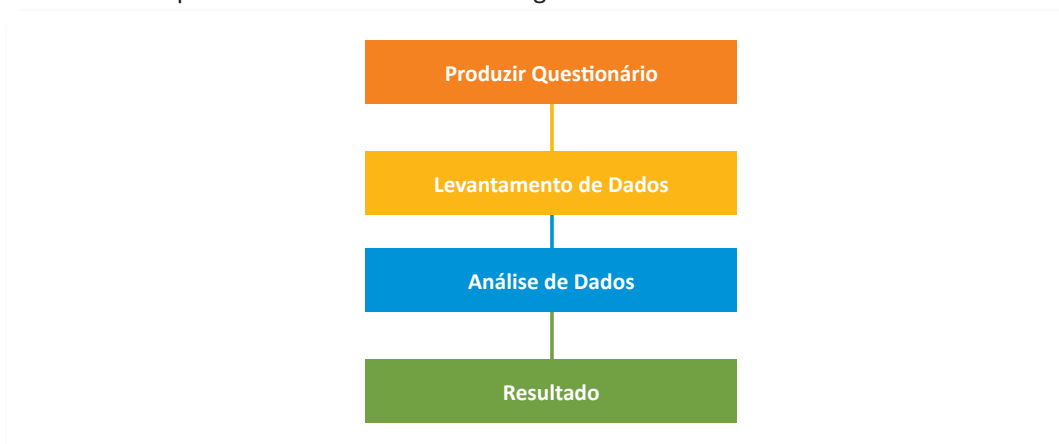 Produzir Questionário
Levantamento de Dados
Análise de Dados
Resultado